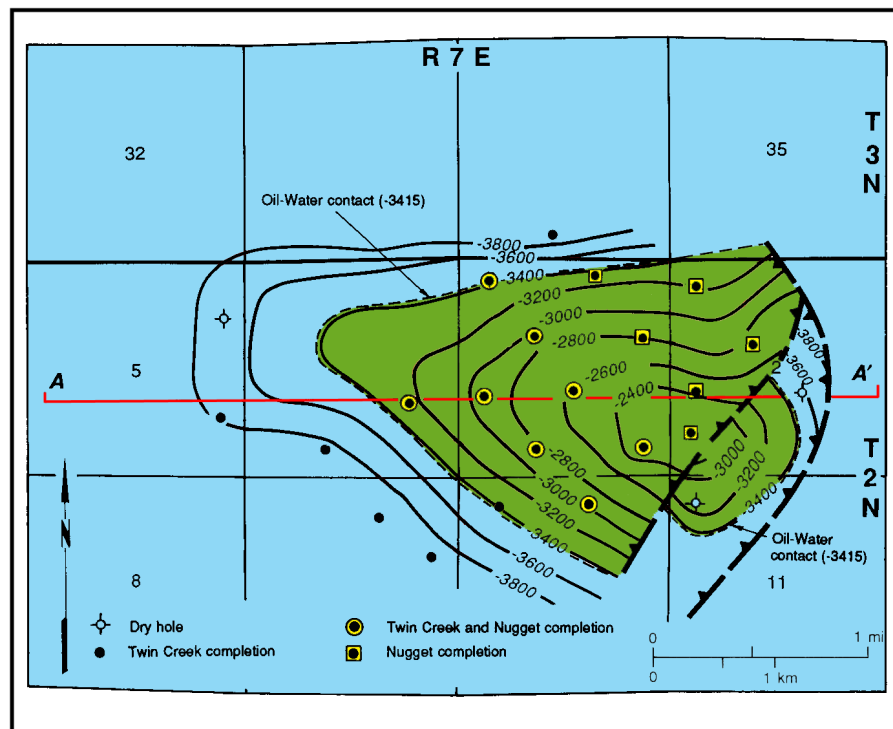 R 7 E
T
3
N
32
35
Oil-Water contact (-3415)
-3800
-3600
-3400
-3200
-3000
-2800
-2600
-2400
-3800
-3600
2
5
A
A'
T
2
N
-2800
-3000
-3200
-3400
-3600
-3800
-3000
-3200
-3400
Oil-Water
contact (-3415)
N
8
11
Dry hole
Twin Creek completion
Twin Creek and Nugget completion
Nugget completion
0
1 mi
0
1 km